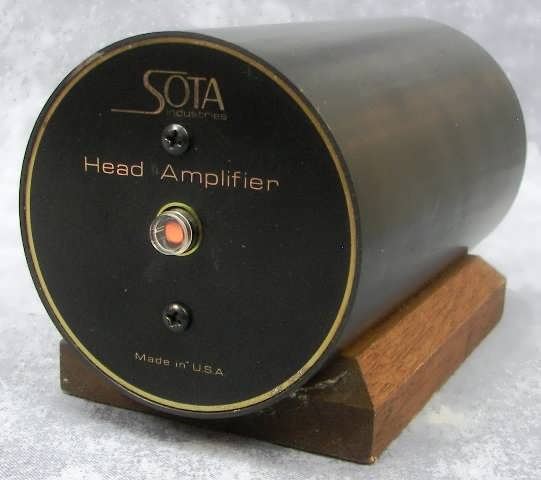 SOTA
industries
Head Amplifier
Made in U.S.A